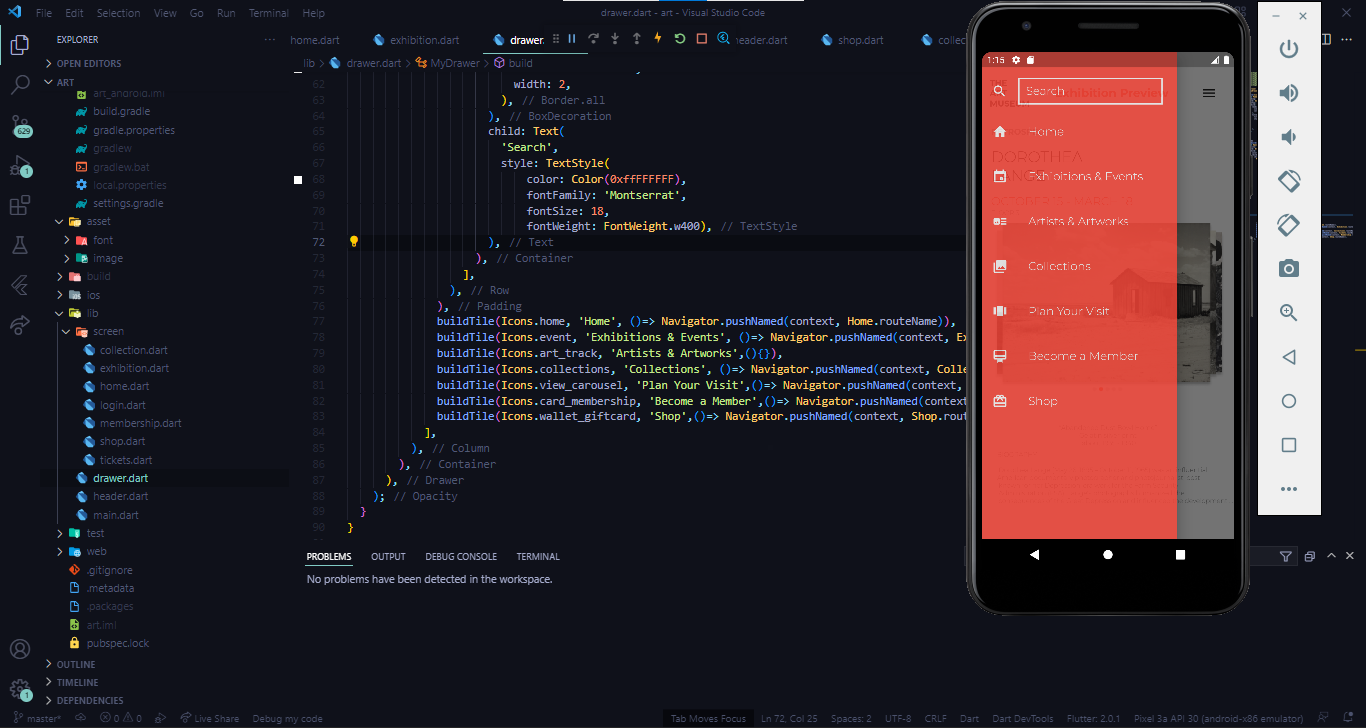 File Edit Selection View Go Run Terminal Help
drawer.dart - art - Visual Studio Code
EXPLORER
OPEN EDITORS
ART
art_android.iml
build.gradle
gradle.properties
gradlew
gradlew.bat
local.properties
settings.gradle
asset
font
image
build
ios
lib
screen
collection.dart
exhibition.dart
home.dart
login.dart
membership.dart
shop.dart
tickets.dart
drawer.dart
header.dart
main.dart
test
web
.gitignore
.metadata
.packages
art.iml
pubspec.lock
OUTLINE
TIMELINE
DEPENDENCIES
629
1
1
home.dart
exhibition.dart
drawer.
header.dart
shop.dart
collec
lib > drawer.dart > MyDrawer > build
62 width: 2,
63 ), // Border.all
64 ), // BoxDecoration
65 child: Text(
66 'Search',
67 style: TextStyle(
68 color: Color(0xffFFFFFF),
69 fontFamily: 'Montserrat',
70 fontSize: 18,
71 fontWeight: FontWeight.w400), // TextStyle
72 ), // Text
73 ), // Container
74 ],
75 ), // Row
76 ), // Padding
77 buildTile(Icons.home, 'Home', ()=> Navigator.pushNamed(context, Home.routeName)),
78 buildTile(Icons.event, 'Exhibitions & Events', ()=> Navigator.pushNamed(context, Ex
79 buildTile(Icons.art_track, 'Artists & Artworks',(){}),
80 buildTile(Icons.collections, 'Collections', ()=> Navigator.pushNamed(context, Colle
81 buildTile(Icons.view_carousel, 'Plan Your Visit',()=> Navigator.pushNamed(context,
82 buildTile(Icons.card_membership, 'Become a Member',()=> Navigator.pushNamed(context
83 buildTile(Icons.wallet_giftcard, 'Shop',()=> Navigator.pushNamed(context, Shop.rout
84 ],
85 ), // Column
86 ), // Container
87 ), // Drawer
88 ); // Opacity
89 }
90 }
PROBLEMS OUTPUT DEBUG CONSOLE TERMINAL
No problems have been detected in the workspace.
1:15
THE
MUSEUM
Exhibition Preview
Search
Home
DOROTHEA
Exhibitions & Events
Artists & Artworks
Collections
Plan Your Visit
Become a Member
Shop
master* 0 0 Live Share Debug my code
Tab Moves Focus Ln 72, Col 25 Spaces: 2 UTF-8 CRLF Dart Dart DevTools Flutter: 2.0.1 Pixel 3a API 30 (android-x86 emulator)